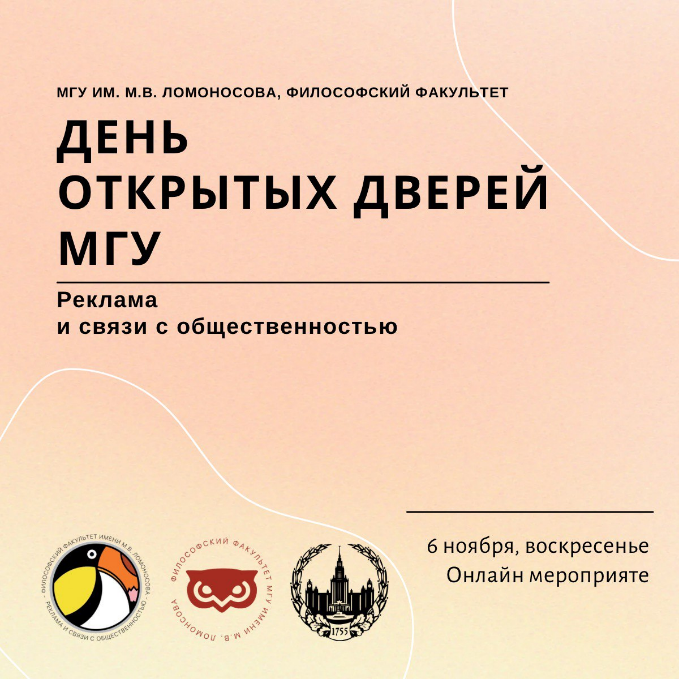 МГУ ИМ. М.В. ЛОМОНОСОВА, ФИЛОСОФСКИЙ ФАКУЛЬТЕТ
ДЕНЬ
ОТКРЫТЫХ ДВЕРЕЙ
МГУ
Реклама
и связи с общественностью
6 ноября, воскресенье
Онлайн мероприяте
ФИЛОСОФСКИЙ ФАКУЛЬТЕТ ИМЕНИ М.В. ЛОМОНОСОВА
РЕКЛАМА И СВЯЗИ С ОБЩЕСТВЕННОСТЬЮ
ФИЛОСОФСКИЙ ФАКУЛЬТЕТ МГУ ИМЕНИ М. В. ЛОМОНОСОВА
1755